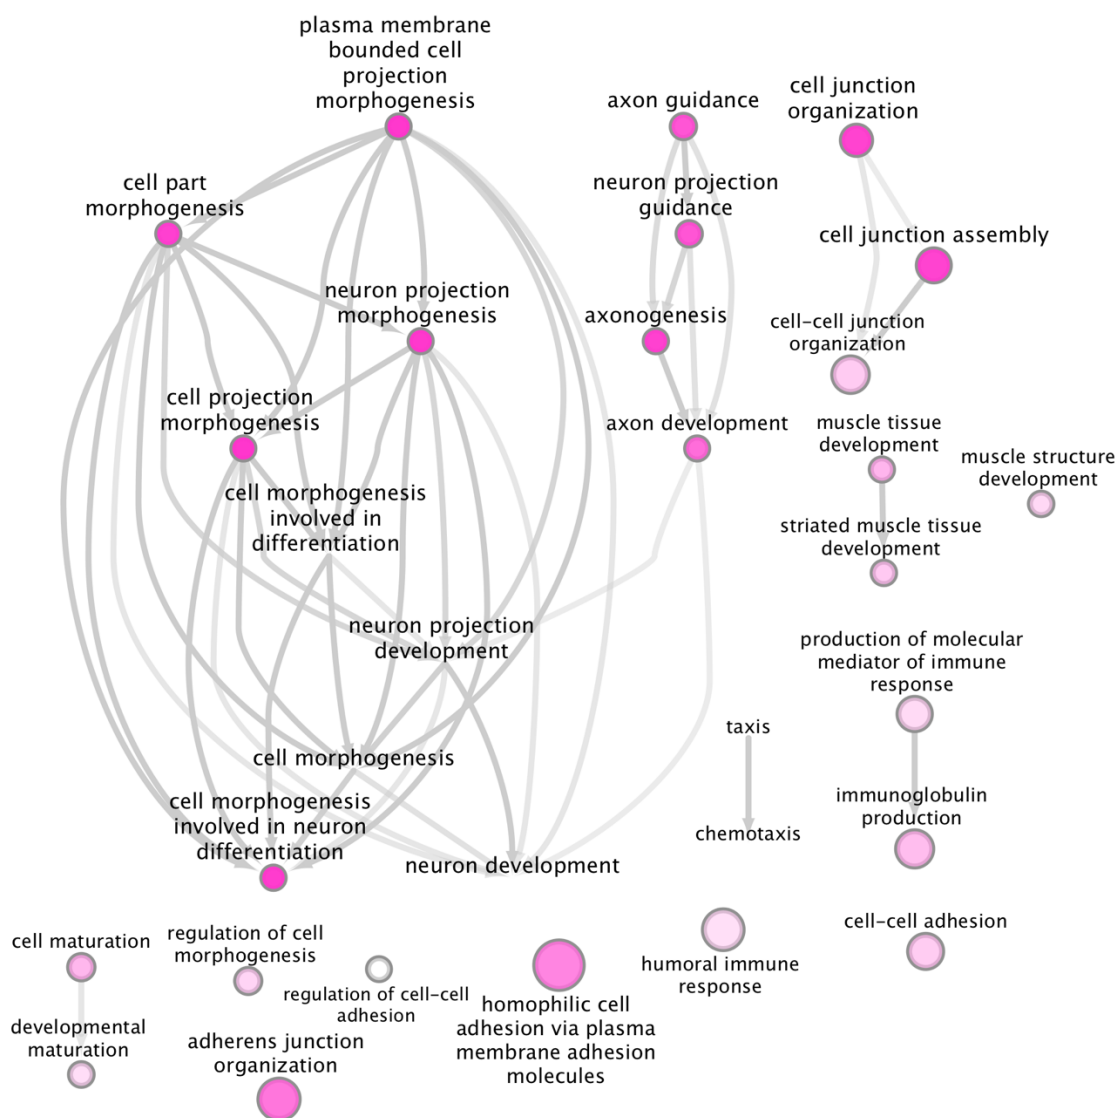 plasma membrane
bounded cell
projection
morphogenesis
axon guidance
cell junction
organization
cell part
morphogenesis
neuron projection
guidance
cell junction assembly
neuron projection
morphogenesis
axonogenesis
cell-cell junction
organization
cell projection
morphogenesis
axon development
muscle tissue
development
muscle structure
development
cell morphogenesis
involved in
differentiation
striated muscle tissue
development
neuron projection
development
production of molecular
mediator of immune
response
taxis
cell morphogenesis
immunoglobulin
production
cell morphogenesis
involved in neuron
differentiation
chemotaxis
neuron development
cell maturation
regulation of cell
morphogenesis
regulation of cell-cell
adhesion
homophilic cell
adhesion via plasma
membrane adhesion
molecules
humoral immune
response
cell-cell adhesion
developmental
maturation
adherens junction
organization